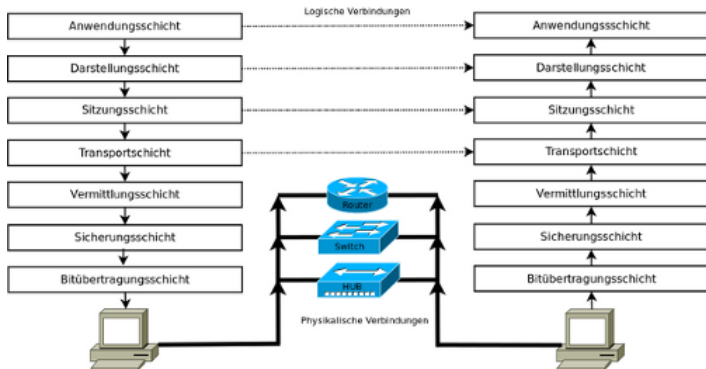 Anwendungsschicht
Logische Verbindungen
Anwendungsschicht
Darstellungsschicht
Darstellungsschicht
Sitzungsschicht
Sitzungsschicht
Transportschicht
Transportschicht
Vermittlungsschicht
Router
Vermittlungsschicht
Sicherungsschicht
Switch
Sicherungsschicht
Bitübertragungsschicht
HUB
Bitübertragungsschicht
Physikalische Verbindungen